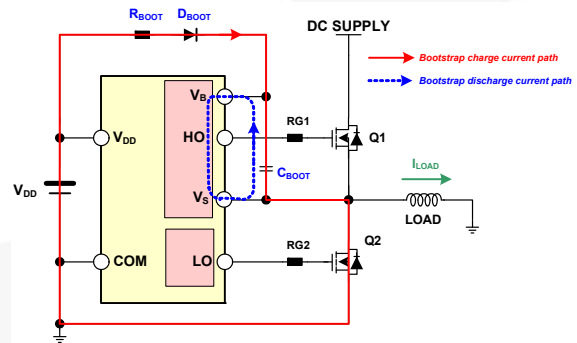 RBOOT DBOOT
DC SUPPLY
Bootstrap charge current path
Bootstrap discharge current path
VB
RG1
VDD
HO
Q1
ILOAD
CBOOT
VDD
VS
LOAD
Q2
RG2
COM
LO